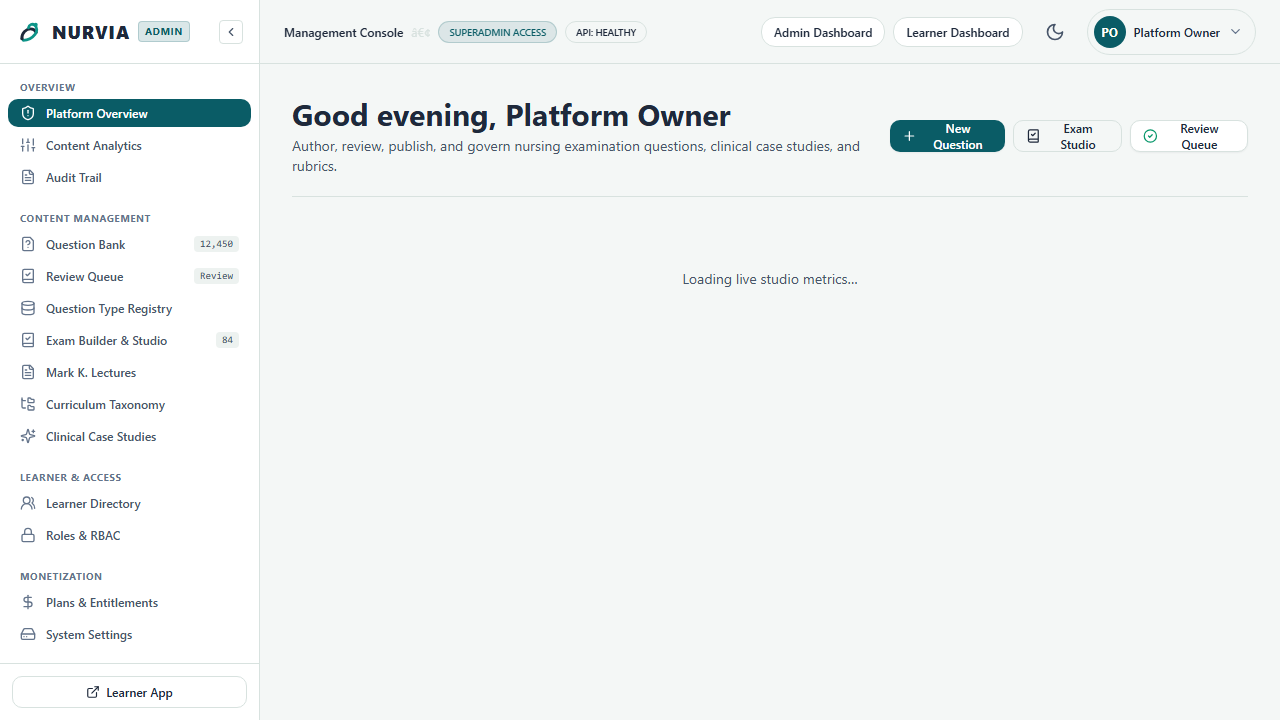 NURVIA ADMIN
Management Console â€¢ SUPERADMIN ACCESS API: HEALTHY Admin Dashboard Learner Dashboard PO Platform Owner
OVERVIEW
Platform Overview
Content Analytics
Audit Trail
CONTENT MANAGEMENT
Question Bank 12,450
Review Queue Review
Question Type Registry
Exam Builder & Studio 84
Mark K. Lectures
Curriculum Taxonomy
Clinical Case Studies
LEARNER & ACCESS
Learner Directory
Roles & RBAC
MONETIZATION
Plans & Entitlements
System Settings
Learner App
Good evening, Platform Owner
Author, review, publish, and govern nursing examination questions, clinical case studies, and
rubrics.
New
Question
Exam
Studio
Review
Queue
Loading live studio metrics...